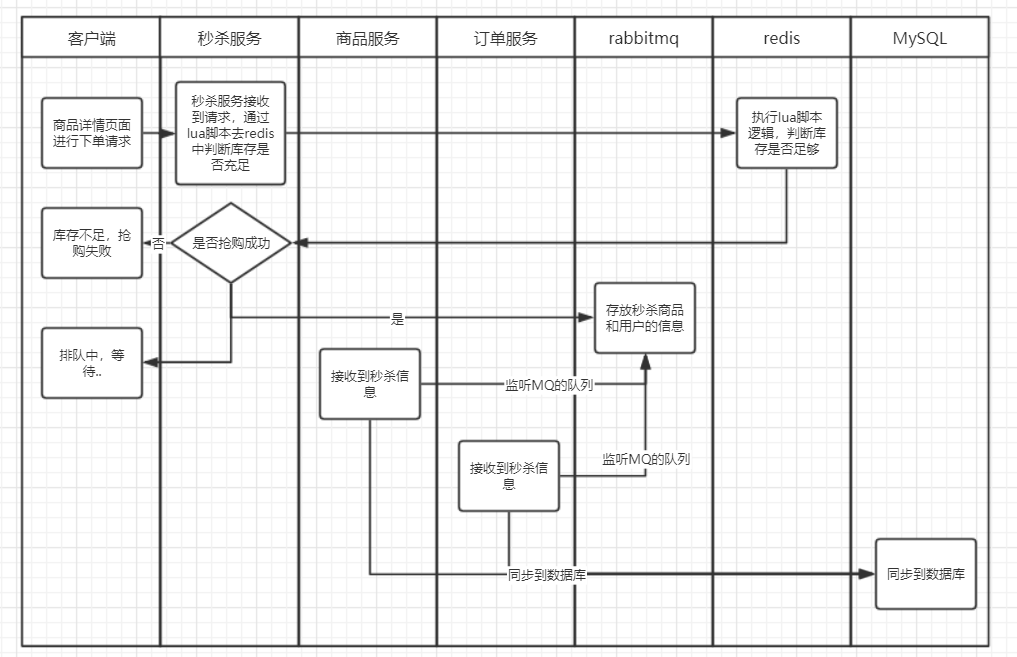 客户端
秒杀服务
商品服务
订单服务
rabbitmq
redis
MySQL
商品详情页面
进行下单请求
秒杀服务接收
到请求，通过
lua脚本去redis
中判断库存是
否充足
执行lua脚本
逻辑，判断库
存是否足够
库存不足，抢
购失败
否
是否抢购成功
存放秒杀商品
和用户的信息
是
排队中，等
待..
接收到秒杀信
息
监听MQ的队列
接收到秒杀信
息
监听MQ的队列
同步到数据库
同步到数据库